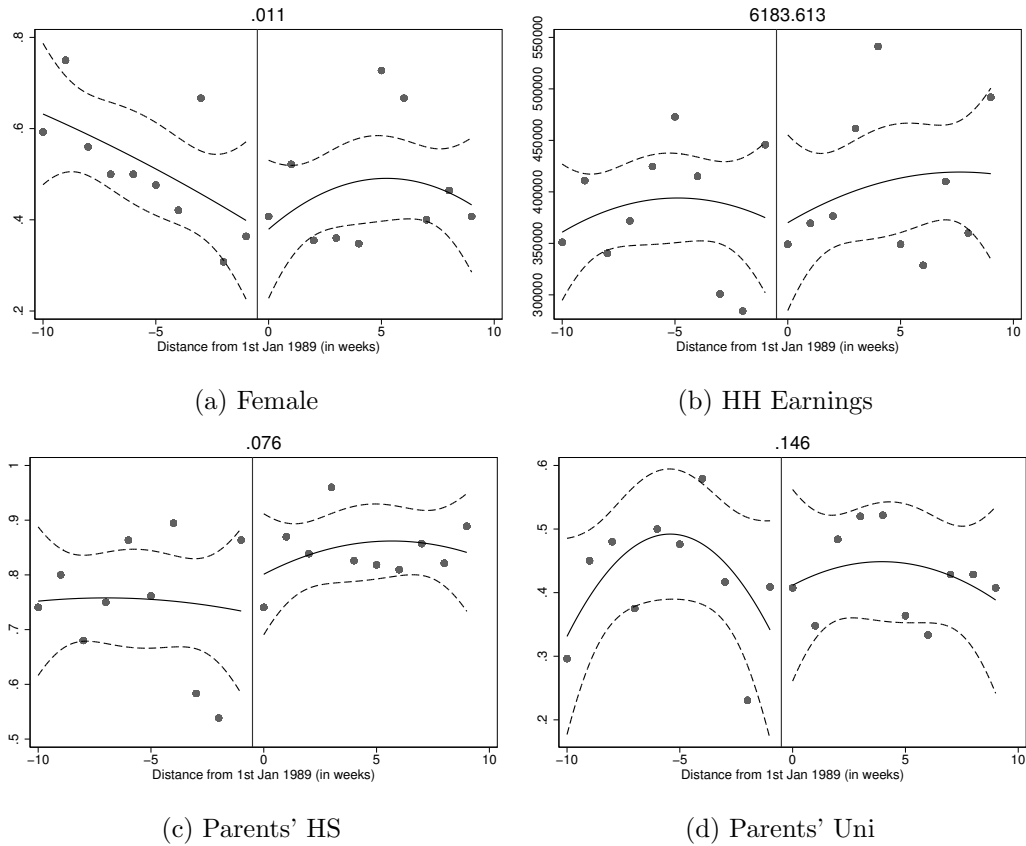 .011
.8
.6
.4
.2
−10 −5 0 5 10
Distance from 1st Jan 1989 (in weeks)
(a) Female
6183.613
550000
500000
450000
400000
350000
300000
−10 −5 0 5 10
Distance from 1st Jan 1989 (in weeks)
(b) HH Earnings
.076
1
.9
.8
.7
.6
.5
−10 −5 0 5 10
Distance from 1st Jan 1989 (in weeks)
(c) Parents' HS
.146
.6
.5
.4
.3
.2
−10 −5 0 5 10
Distance from 1st Jan 1989 (in weeks)
(d) Parents' Uni